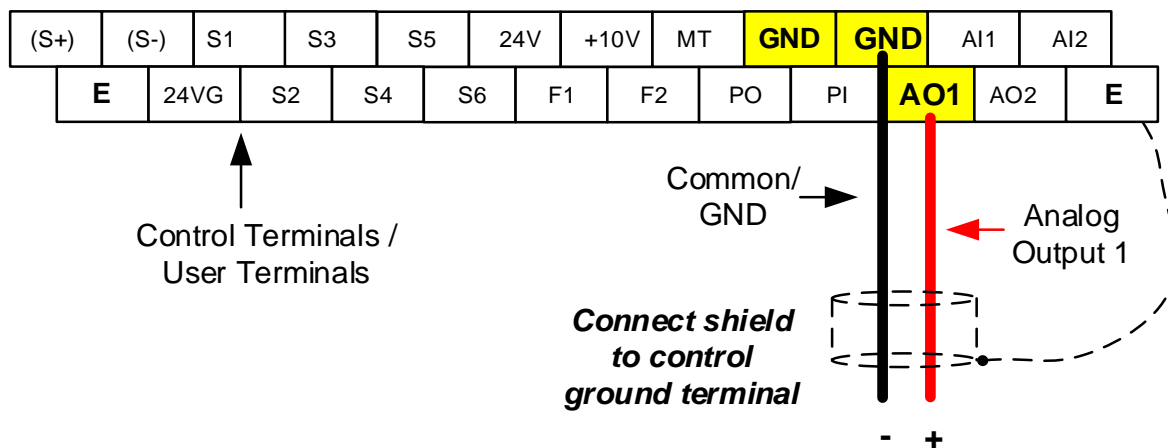 (S+) (S-) S1 S3 S5 24V +10V MT GND GND AI1 AI2
E 24VG S2 S4 S6 F1 F2 PO PI AO1 AO2 E
Control Terminals /
User Terminals
Common/
GND
Analog
Output 1
Connect shield
to control
ground terminal
- +